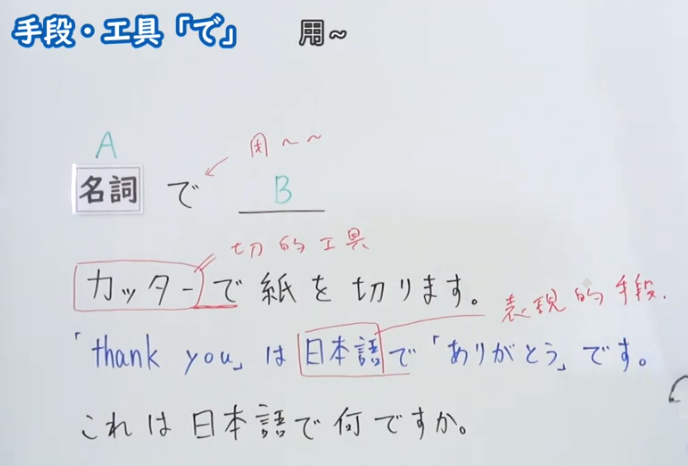 手段・工具「で」 用~
A 用~~
名詞 で B
切的工具
カッターで紙を切ります。
表現的手段.
「thank you」は日本語で「ありがとう」です。
これは日本語で何ですか。